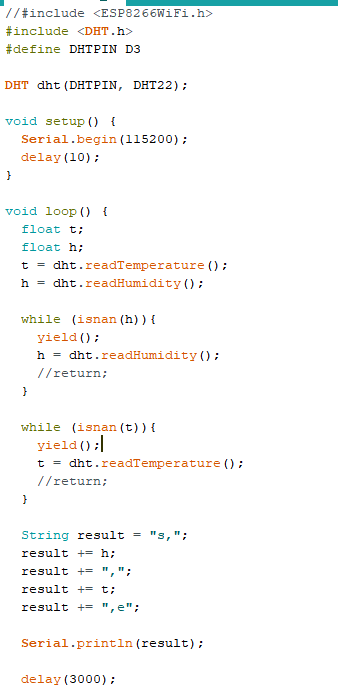 //#include <ESP8266WiFi.h>
#include <DHT.h>
#define DHTPIN D3
DHT dht(DHTPIN, DHT22);
void setup() {
Serial.begin(115200);
delay(10);
}
void loop() {
float t;
float h;
t = dht.readTemperature();
h = dht.readHumidity();
while (isnan(h)){
yield();
h = dht.readHumidity();
//return;
}
while (isnan(t)){
yield();
t = dht.readTemperature();
//return;
}
String result = "s,";
result += h;
result += ",";
result += t;
result += ",e";
Serial.println(result);
delay(3000);